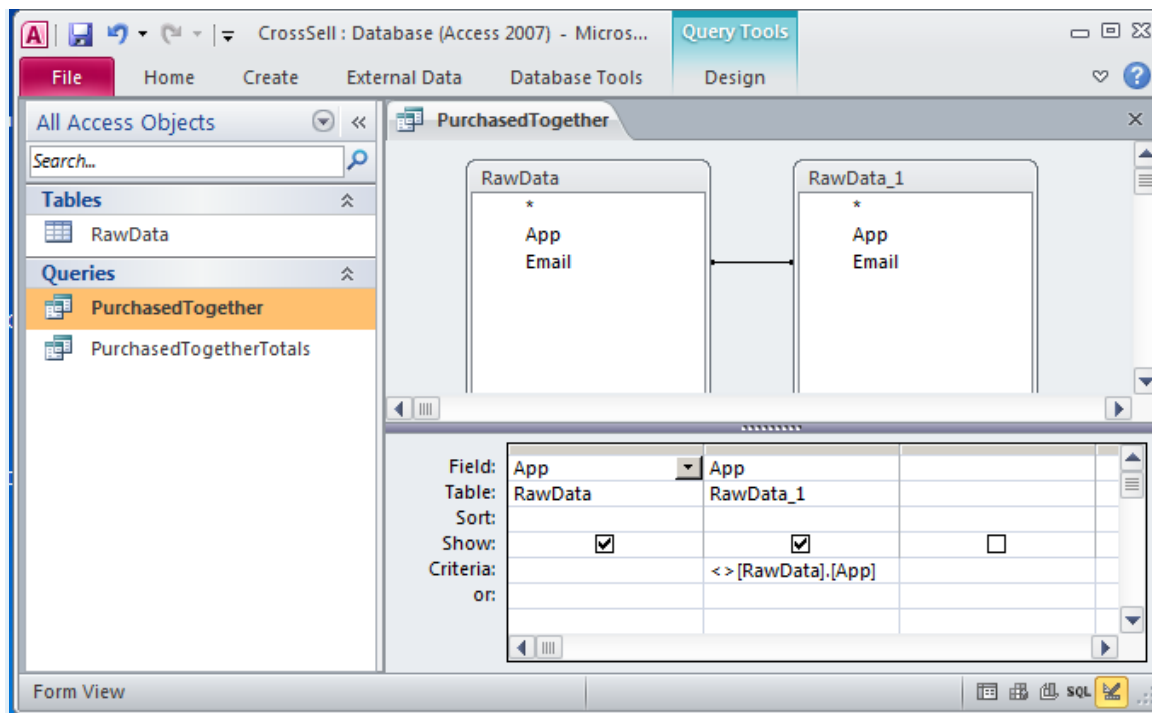 A CrossSell : Database (Access 2007) - Micros... Query Tools
File Home Create External Data Database Tools Design ?
All Access Objects
Search...
Tables
RawData
Queries
PurchasedTogether
PurchasedTogetherTotals
PurchasedTogether
RawData
*
App
Email
RawData_1
*
App
Email
Field: App App
Table: RawData RawData_1
Sort:
Show:
Criteria: <>[RawData].[App]
or:
Form View SQL